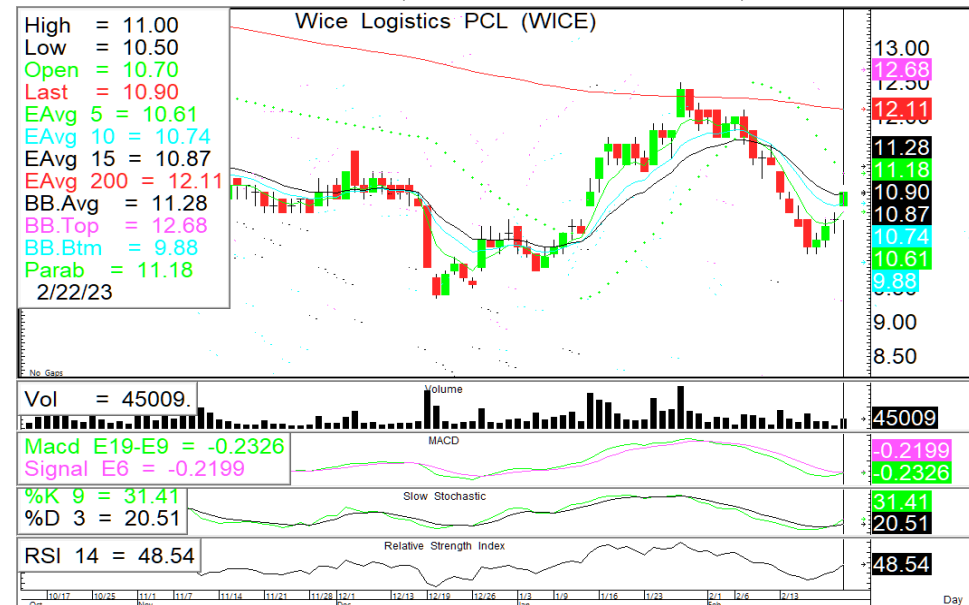 Wice Logistics PCL (WICE)
High = 11.00
Low = 10.50
Open = 10.70
Last = 10.90
EAvg 5 = 10.61
EAvg 10 = 10.74
EAvg 15 = 10.87
EAvg 200 = 12.11
BB.Avg = 11.28
BB.Top = 12.68
BB.Btm = 9.88
Parab = 11.18
2/22/23
13.00
12.68
12.50
12.11
11.28
11.18
10.90
10.87
10.74
10.61
9.88
9.00
8.50
No Gaps
Volume
Vol = 45009.
45009
MACD
Macd E19-E9 = -0.2326
Signal E6 = -0.2199
-0.2199
-0.2326
Slow Stochastic
%K 9 = 31.41
%D 3 = 20.51
31.41
20.51
Relative Strength Index
RSI 14 = 48.54
48.54
10/17 10/25 11/1 11/7 11/14 11/21 11/28 12/1 12/13 12/19 12/26 1/3 1/9 1/16 1/23 2/1 2/6 2/13
Day